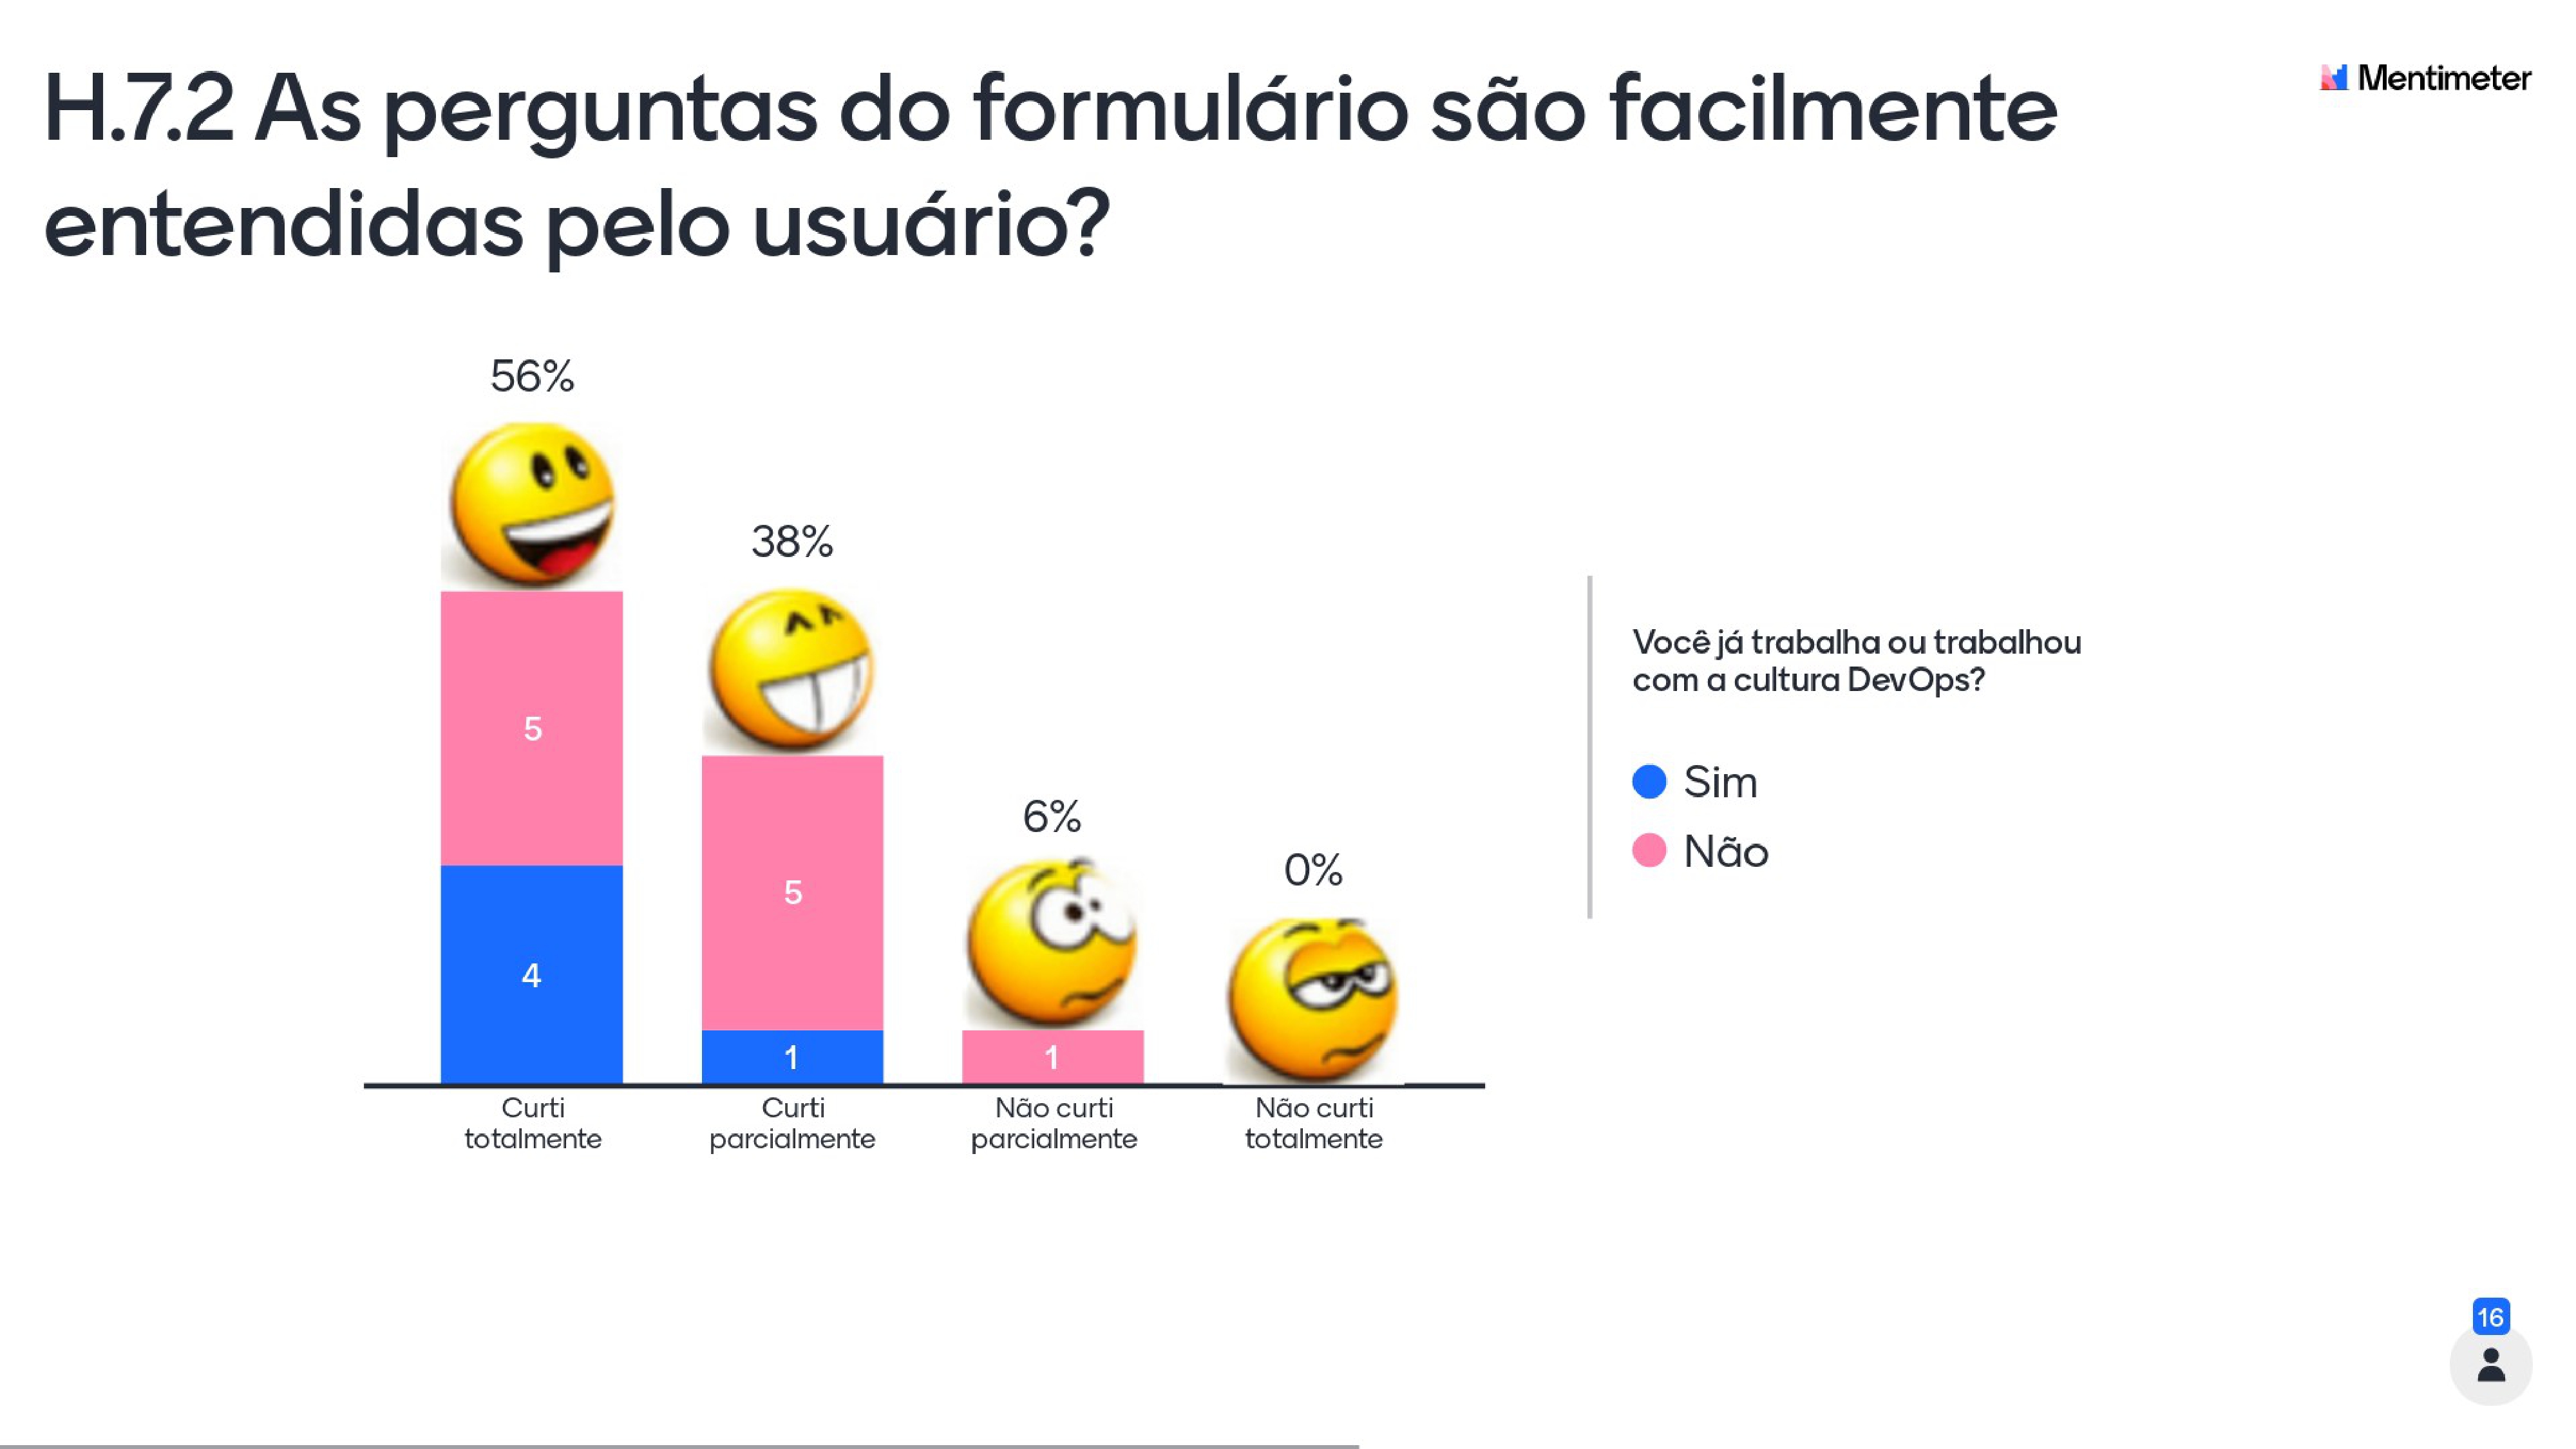 H.7.2 As perguntas do formulário são facilmente
entendidas pelo usuário?
Mentimeter
56%
38%
6%
0%
5
4
5
1
1
Curti
totalmente
Curti
parcialmente
Não curti
parcialmente
Não curti
totalmente
Você já trabalha ou trabalhou
com a cultura DevOps?
Sim
Não
16